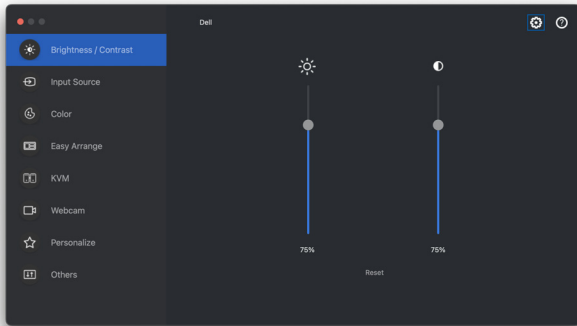 Dell
Brightness / Contrast
Input Source
Color
Easy Arrange
KVM
Webcam
Personalize
Others
75%
75%
Reset